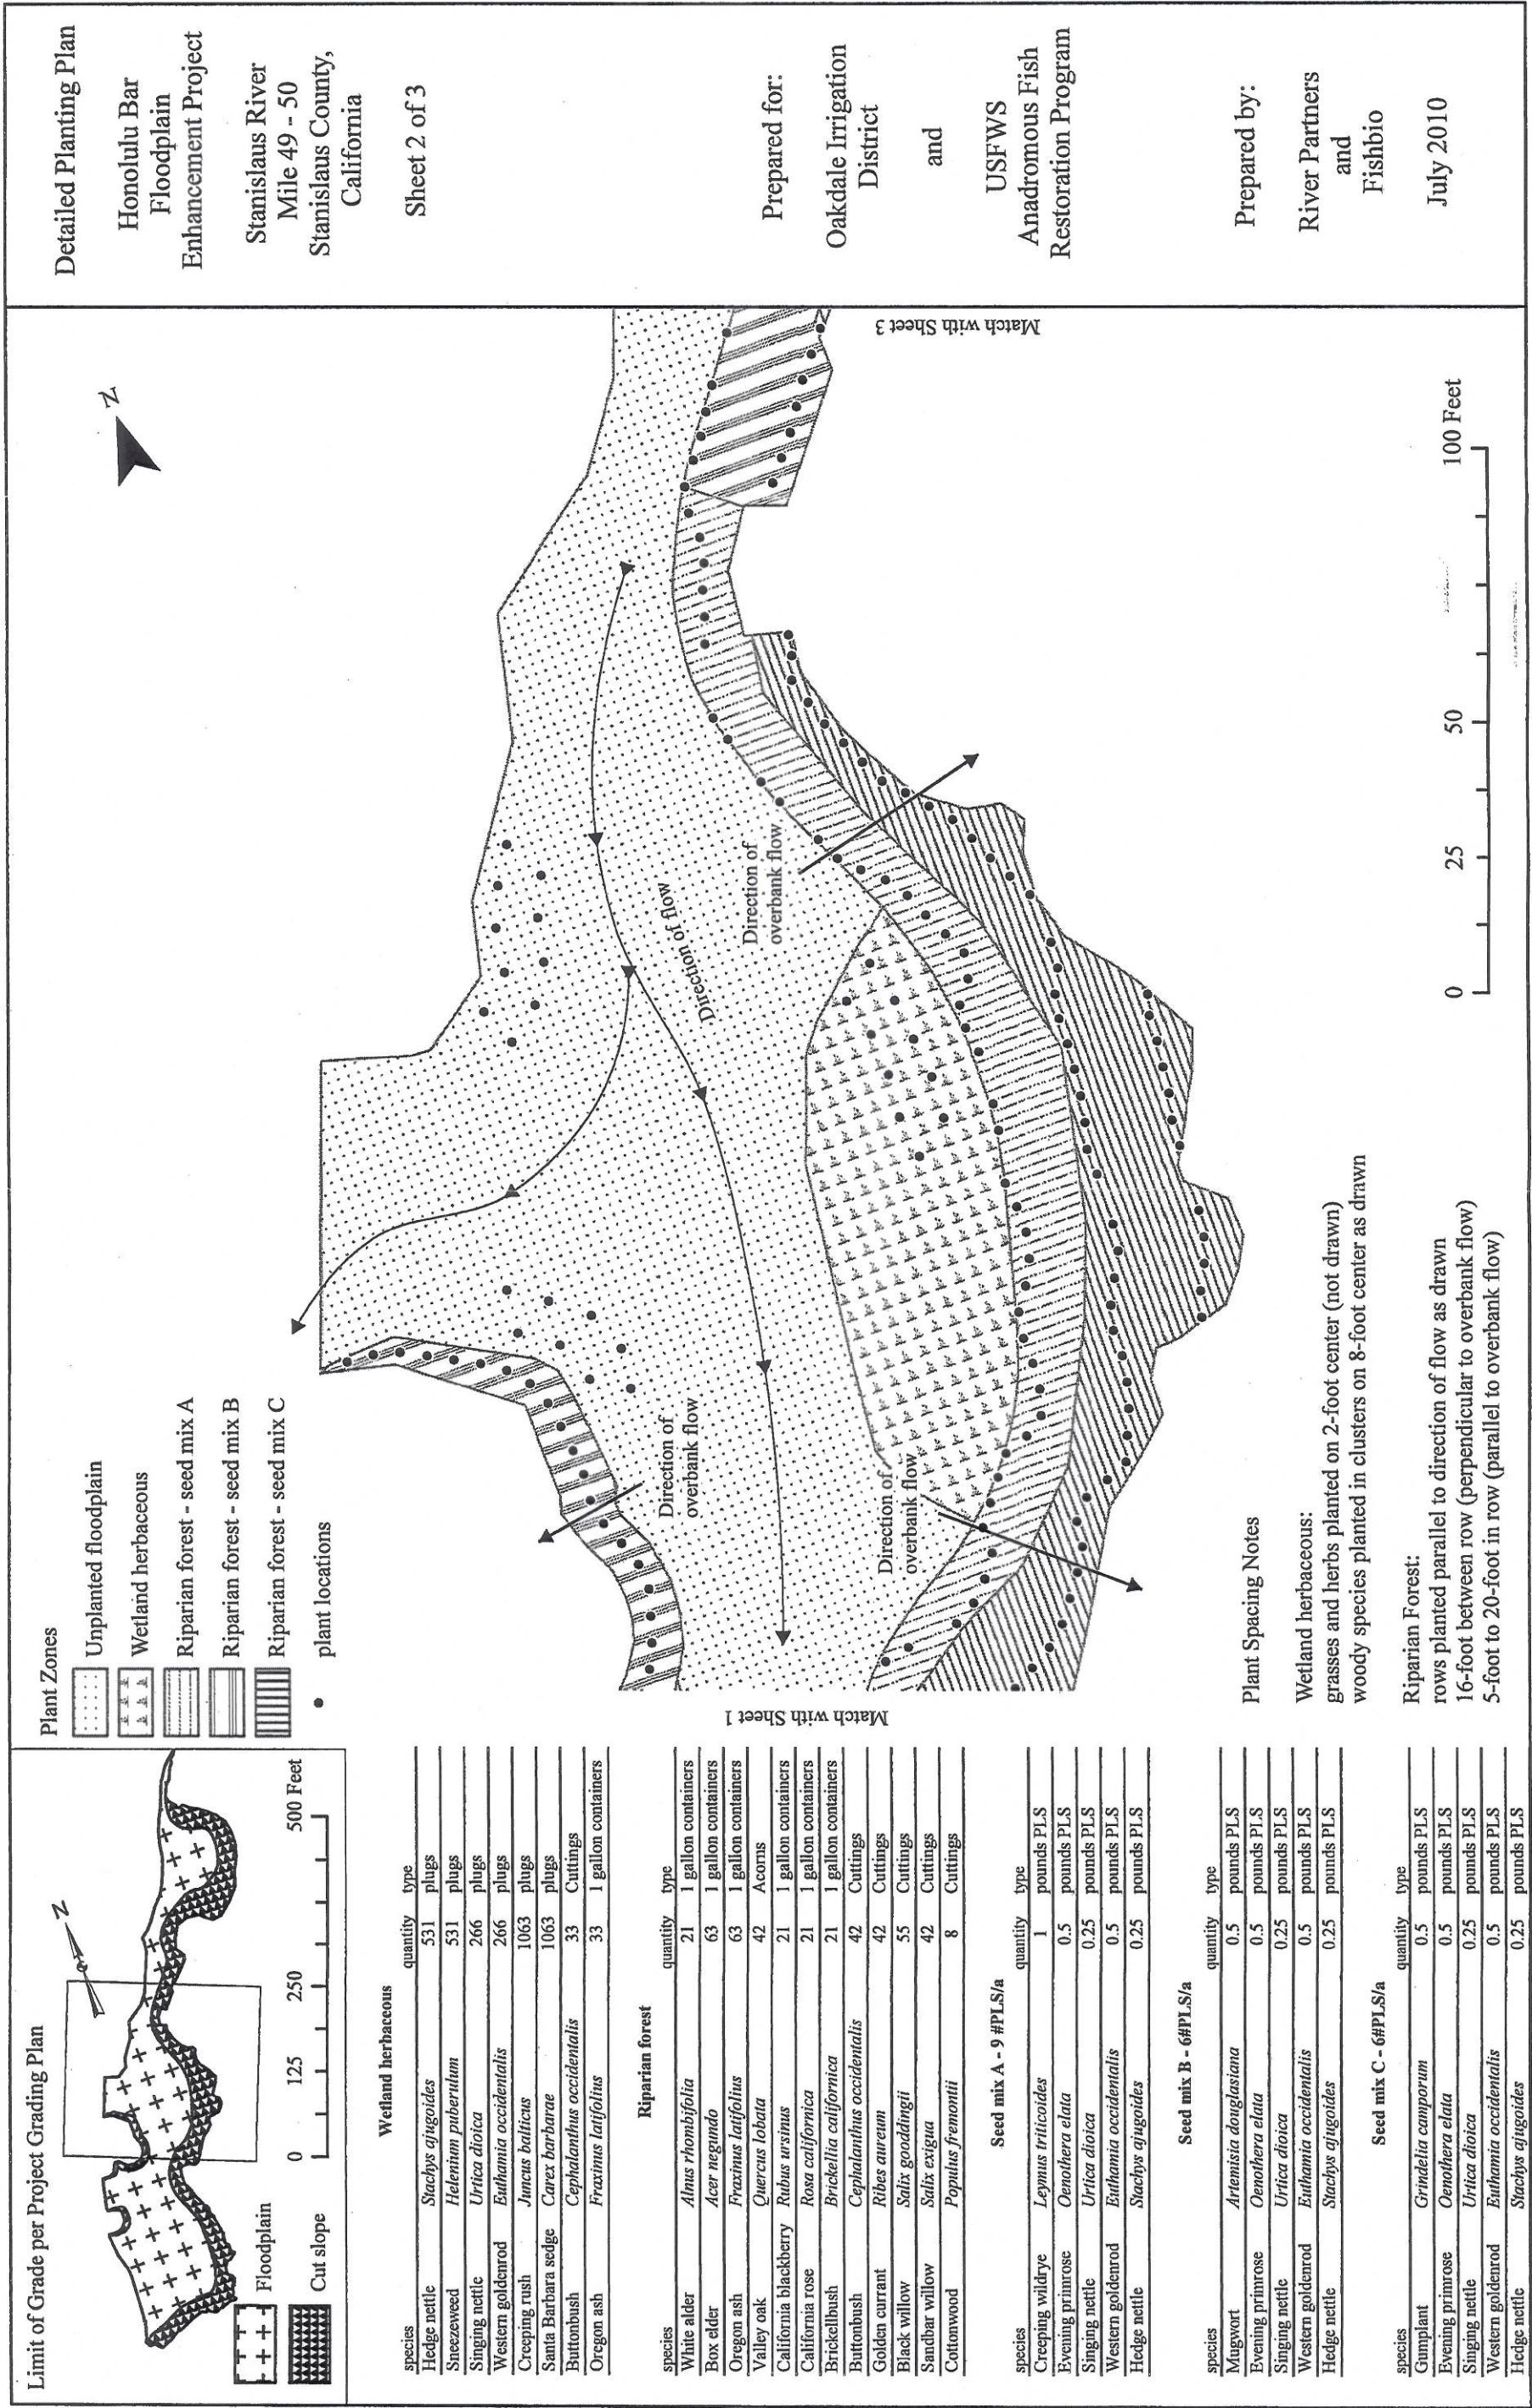 Limit of Grade per Project Grading Plan
N
Floodplain
Cut slope
0 125 250 500 Feet
Plant Zones
Unplanted floodplain
Wetland herbaceous
Riparian forest - seed mix A
Riparian forest - seed mix B
Riparian forest - seed mix C
plant locations
N
Wetland herbaceous
species quantity type
Hedge nettle Stachys ajugoides 531 plugs
Sneezeweed Helenium puberulum 531 plugs
Singing nettle Urtica dioica 266 plugs
Western goldenrod Euthamia occidentalis 266 plugs
Creeping rush Juncus balticus 1063 plugs
Santa Barbara sedge Carex barbarae 1063 plugs
Buttonbush Cephalanthus occidentalis 33 Cuttings
Oregon ash Fraxinus latifolius 33 1 gallon containers
Riparian forest
species quantity type
White alder Alnus rhombifolia 21 1 gallon containers
Box elder Acer negundo 63 1 gallon containers
Oregon ash Fraxinus latifolius 63 1 gallon containers
Valley oak Quercus lobata 42 Acorns
California blackberry Rubus ursinus 21 1 gallon containers
California rose Rosa californica 21 1 gallon containers
Brickellbush Brickellia californica 21 1 gallon containers
Buttonbush Cephalanthus occidentalis 42 Cuttings
Golden currant Ribes aureum 42 Cuttings
Black willow Salix gooddingii 55 Cuttings
Sandbar willow Salix exigua 42 Cuttings
Cottonwood Populus fremontii 8 Cuttings
Seed mix A - 9 #PLS/a
species quantity type
Creeping wildrye Leymus triticoides 1 pounds PLS
Evening primrose Oenothera elata 0.5 pounds PLS
Singing nettle Urtica dioica 0.25 pounds PLS
Western goldenrod Euthamia occidentalis 0.5 pounds PLS
Hedge nettle Stachys ajugoides 0.25 pounds PLS
Seed mix B - 6#PLS/a
species quantity type
Mugwort Artemisia douglasiana 0.5 pounds PLS
Evening primrose Oenothera elata 0.5 pounds PLS
Singing nettle Urtica dioica 0.25 pounds PLS
Western goldenrod Euthamia occidentalis 0.5 pounds PLS
Hedge nettle Stachys ajugoides 0.25 pounds PLS
Seed mix C - 6#PLS/a
species quantity type
Gumplant Grindelia camporum 0.5 pounds PLS
Evening primrose Oenothera elata 0.5 pounds PLS
Singing nettle Urtica dioica 0.25 pounds PLS
Western goldenrod Euthamia occidentalis 0.5 pounds PLS
Hedge nettle Stachys ajugoides 0.25 pounds PLS
Match with Sheet 1
Direction of
overbank flow
Direction of flow
Direction of
overbank flow
Direction of
overbank flow
Match with Sheet 3
Plant Spacing Notes
Wetland herbaceous:
grasses and herbs planted on 2-foot center (not drawn)
woody species planted in clusters on 8-foot center as drawn
Riparian Forest:
rows planted parallel to direction of flow as drawn
16-foot between row (perpendicular to overbank flow)
5-foot to 20-foot in row (parallel to overbank flow)
0 25 50 100 Feet
Detailed Planting Plan
Honolulu Bar
Floodplain
Enhancement Project
Stanislaus River
Mile 49 - 50
Stanislaus County,
California
Sheet 2 of 3
Prepared for:
Oakdale Irrigation
District
and
USFWS
Anadromous Fish
Restoration Program
Prepared by:
River Partners
and
Fishbio
July 2010